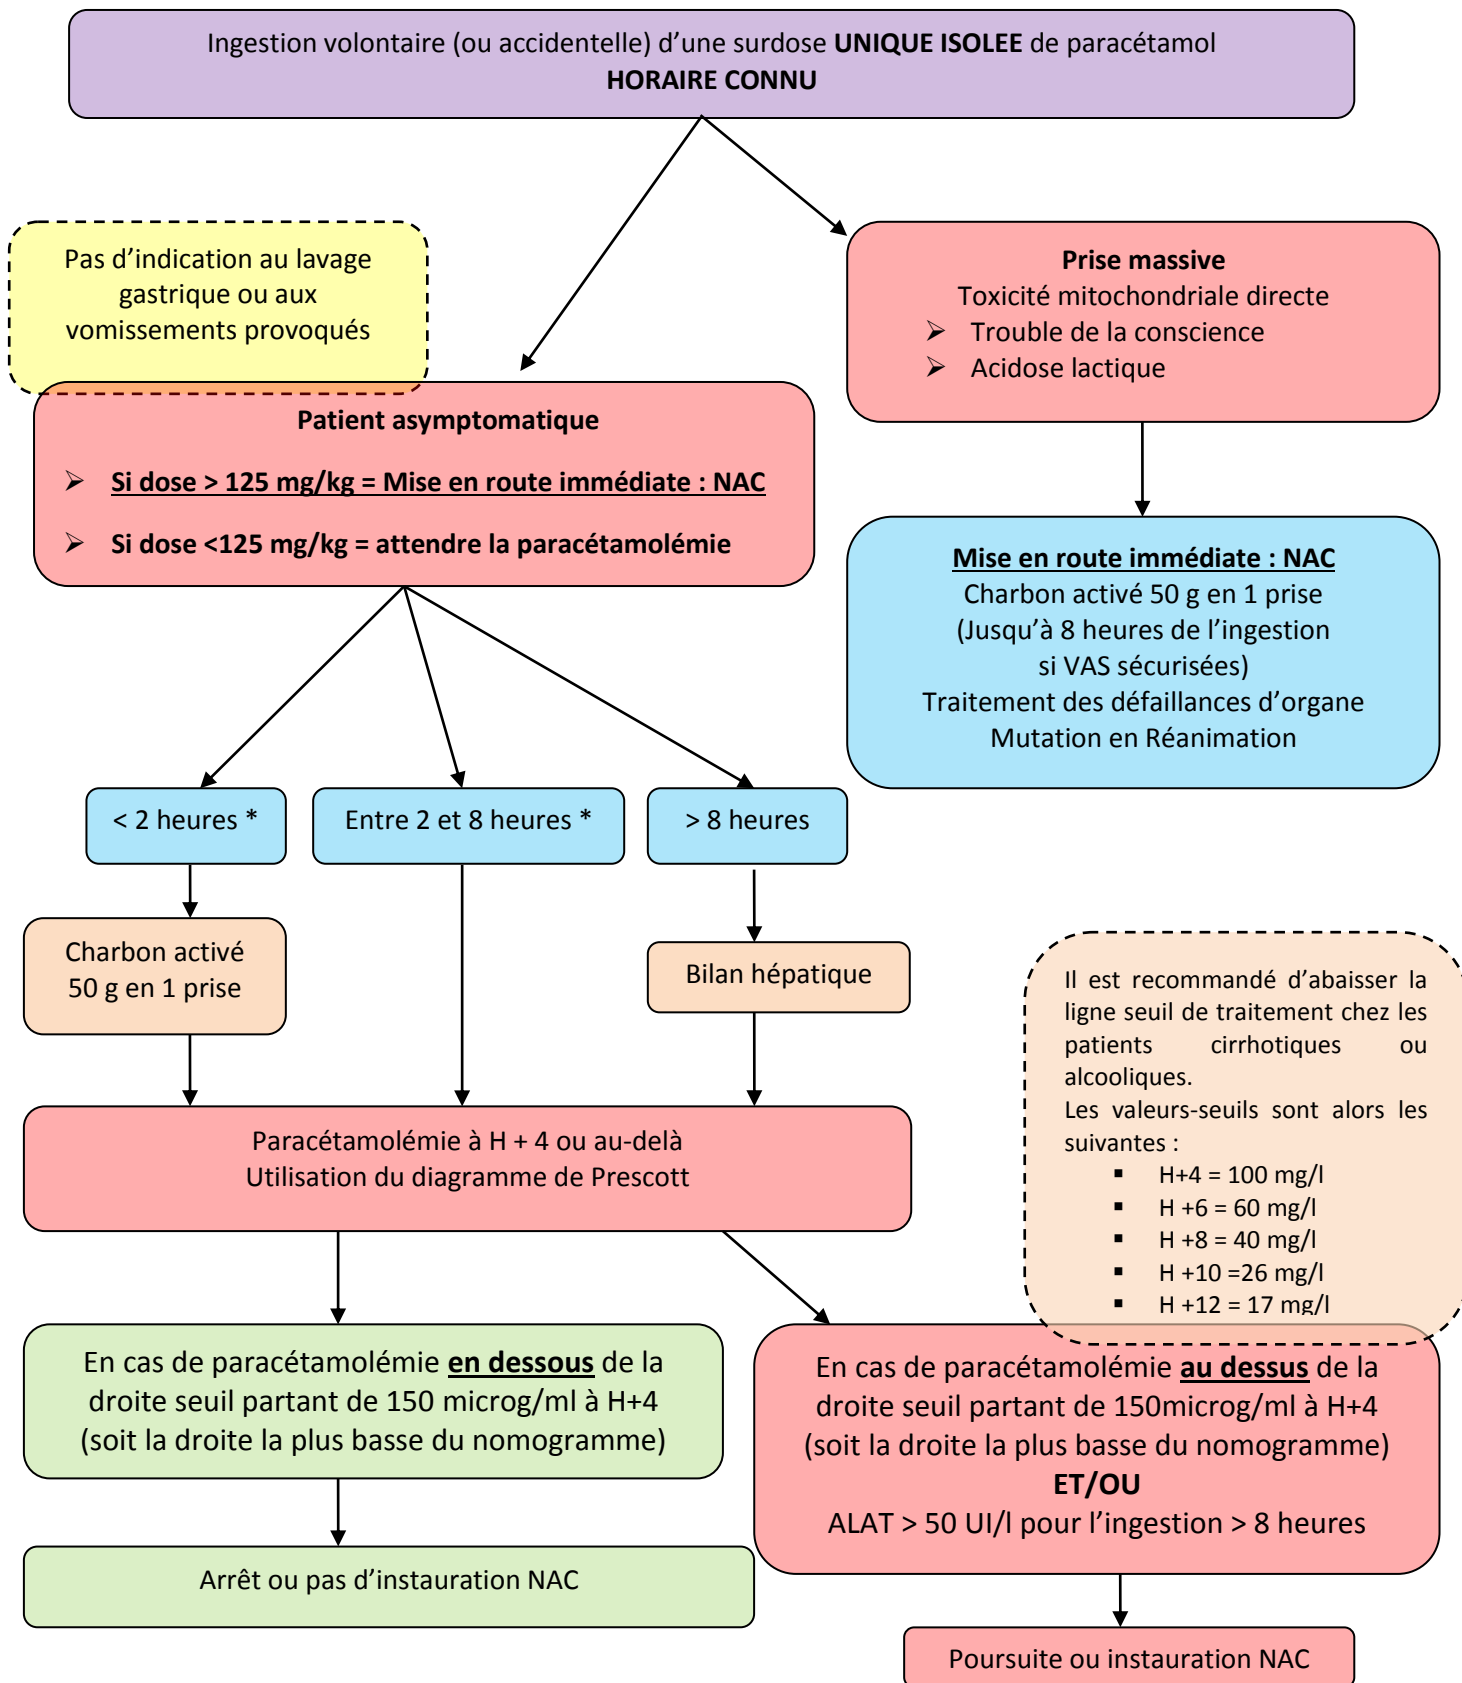 Ingestion volontaire (ou accidentelle) d’une surdose UNIQUE ISOLEE de paracétamol
HORAIRE CONNU
Pas d’indication au lavage
gastrique ou aux
vomissements provoqués
Prise massive
Toxicité mitochondriale directe
➢ Trouble de la conscience
➢ Acidose lactique
Patient asymptomatique
➢ Si dose > 125 mg/kg = Mise en route immédiate : NAC
➢ Si dose <125 mg/kg = attendre la paracétamolémie
Mise en route immédiate : NAC
Charbon activé 50 g en 1 prise
(Jusqu’à 8 heures de l’ingestion
si VAS sécurisées)
Traitement des défaillances d’organe
Mutation en Réanimation
< 2 heures *
Entre 2 et 8 heures *
> 8 heures
Charbon activé
50 g en 1 prise
Bilan hépatique
Il est recommandé d’abaisser la
ligne seuil de traitement chez les
patients cirrhotiques ou
alcooliques.
Les valeurs-seuils sont alors les
suivantes :
▪ H+4 = 100 mg/l
▪ H +6 = 60 mg/l
▪ H +8 = 40 mg/l
▪ H +10 =26 mg/l
▪ H +12 = 17 mg/l
Paracétamolémie à H + 4 ou au-delà
Utilisation du diagramme de Prescott
En cas de paracétamolémie en dessous de la
droite seuil partant de 150 microg/ml à H+4
(soit la droite la plus basse du nomogramme)
En cas de paracétamolémie au dessus de la
droite seuil partant de 150microg/ml à H+4
(soit la droite la plus basse du nomogramme)
ET/OU
ALAT > 50 UI/l pour l’ingestion > 8 heures
Arrêt ou pas d’instauration NAC
Poursuite ou instauration NAC